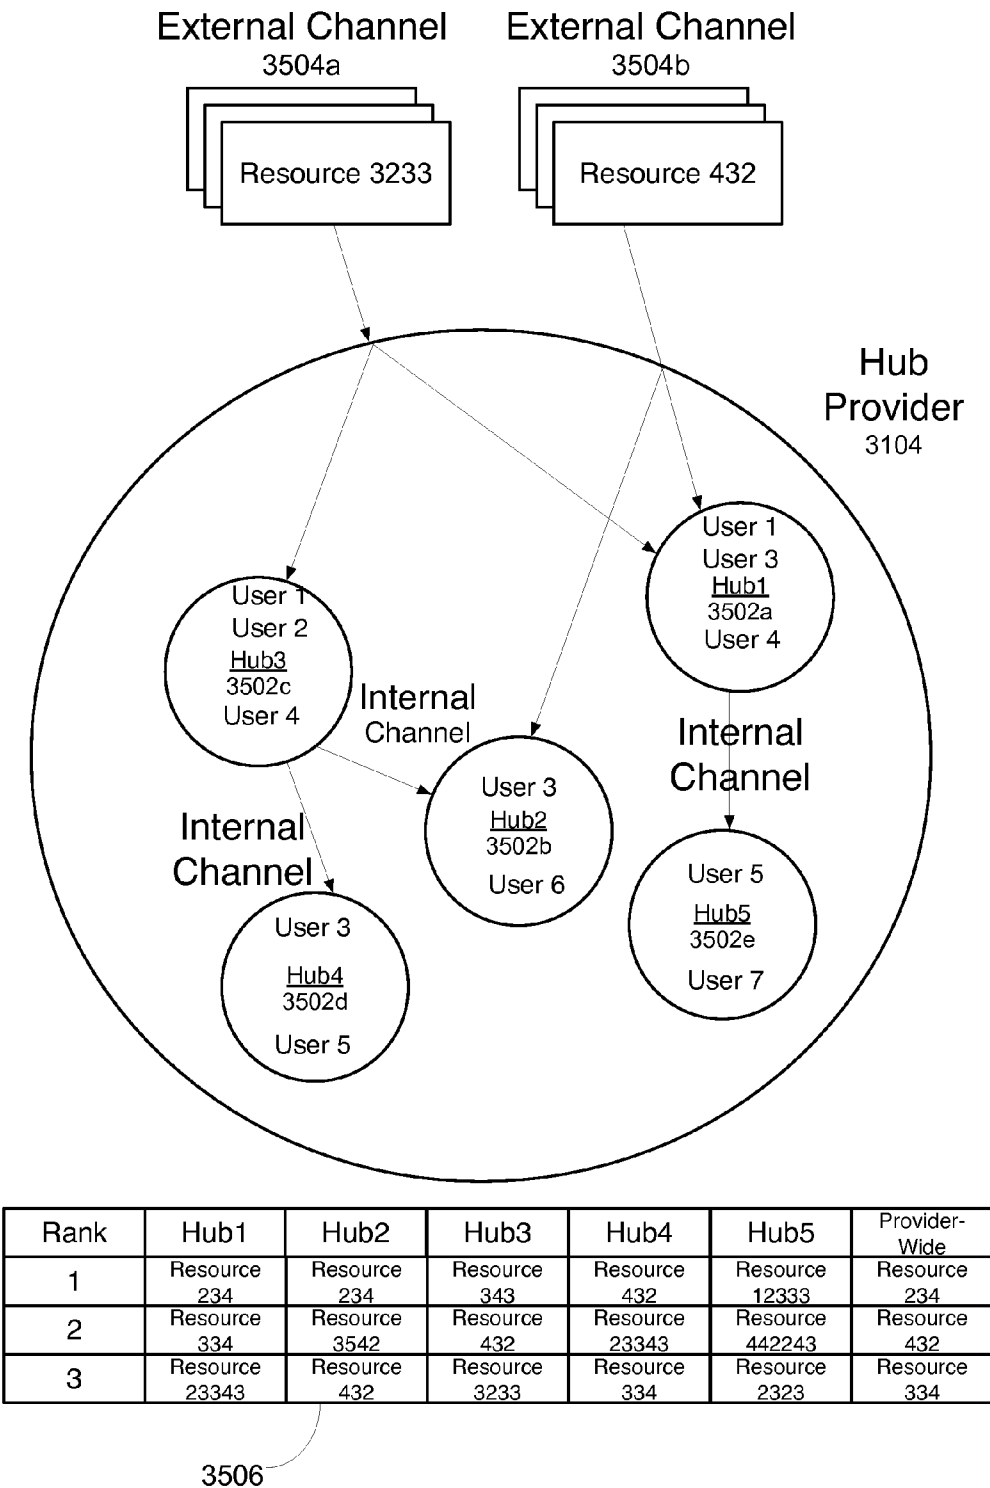 External Channel
3504a
External Channel
3504b
Resource 3233
Resource 432
Hub
Provider
3104
User 1
User 3
Hub1
3502a
User 4
User 1
User 2
Hub3
3502c
User 4
Internal
Channel
Internal
Channel
User 3
Hub2
3502b
User 6
Internal
Channel
User 5
Hub5
3502e
User 7
User 3
Hub4
3502d
User 5
Rank Hub1 Hub2 Hub3 Hub4 Hub5 Provider-
Wide
1 Resource Resource Resource Resource Resource Resource
234 234 343 432 12333 234
2 Resource Resource Resource Resource Resource Resource
334 3542 432 23343 442243 432
3 Resource Resource Resource Resource Resource Resource
23343 432 3233 334 2323 334
3506